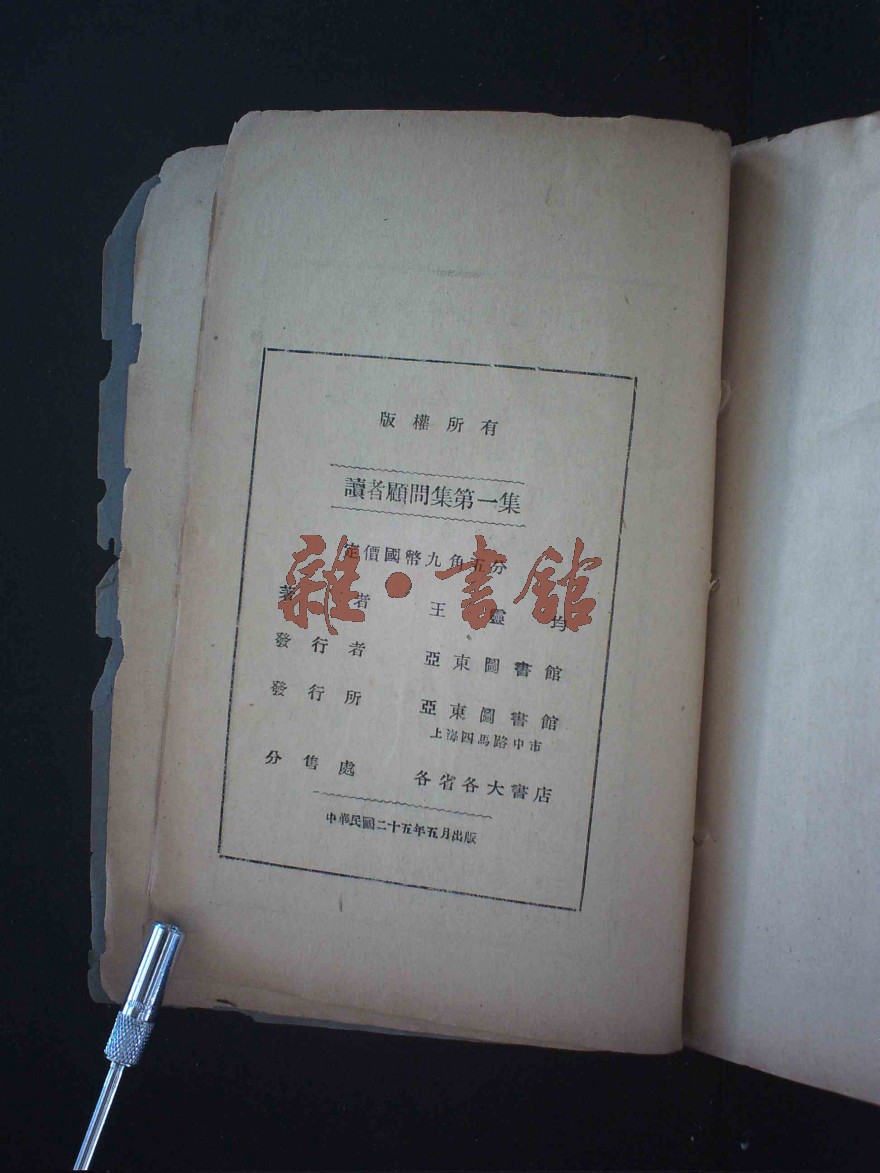 版權所有
讀者顧問集第一集
定價國幣九角五分
著者 王靈均
發行者 亞東圖書館
發行所 亞東圖書館
上海四馬路中市
分售處 各省各大書店
中華民國二十五年五月出版
雜·書館